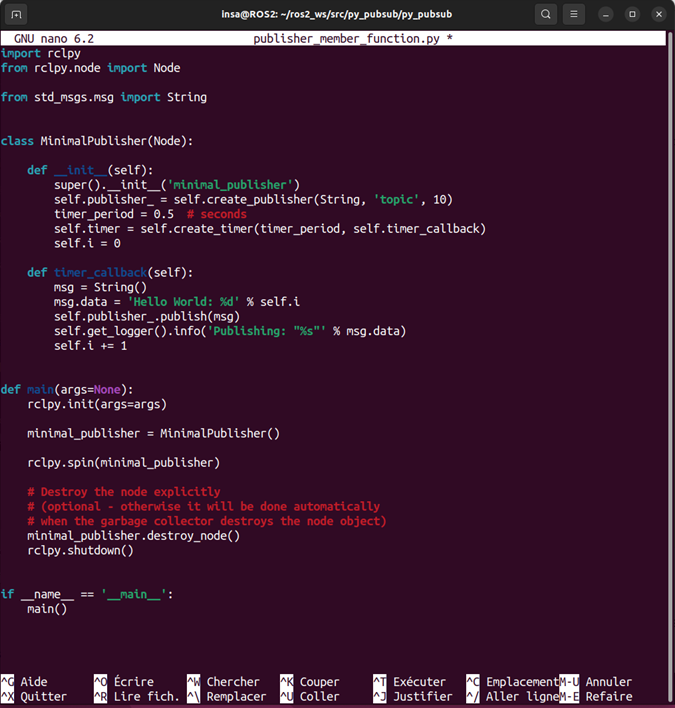 insa@ROS2: ~/ros2_ws/src/py_pubsub/py_pubsub
GNU nano 6.2 publisher_member_function.py *
import rclpy
from rclpy.node import Node

from std_msgs.msg import String


class MinimalPublisher(Node):

    def __init__(self):
        super().__init__('minimal_publisher')
        self.publisher_ = self.create_publisher(String, 'topic', 10)
        timer_period = 0.5  # seconds
        self.timer = self.create_timer(timer_period, self.timer_callback)
        self.i = 0

    def timer_callback(self):
        msg = String()
        msg.data = 'Hello World: %d' % self.i
        self.publisher_.publish(msg)
        self.get_logger().info('Publishing: "%s"' % msg.data)
        self.i += 1


def main(args=None):
    rclpy.init(args=args)

    minimal_publisher = MinimalPublisher()

    rclpy.spin(minimal_publisher)

    # Destroy the node explicitly
    # (optional - otherwise it will be done automatically
    # when the garbage collector destroys the node object)
    minimal_publisher.destroy_node()
    rclpy.shutdown()


if __name__ == '__main__':
    main()

^G Aide ^O Écrire ^W Chercher ^K Couper ^T Exécuter ^C Emplacement M-U Annuler
^X Quitter ^R Lire fich. ^\ Remplacer ^U Coller ^J Justifier ^/ Aller ligne M-E Refaire